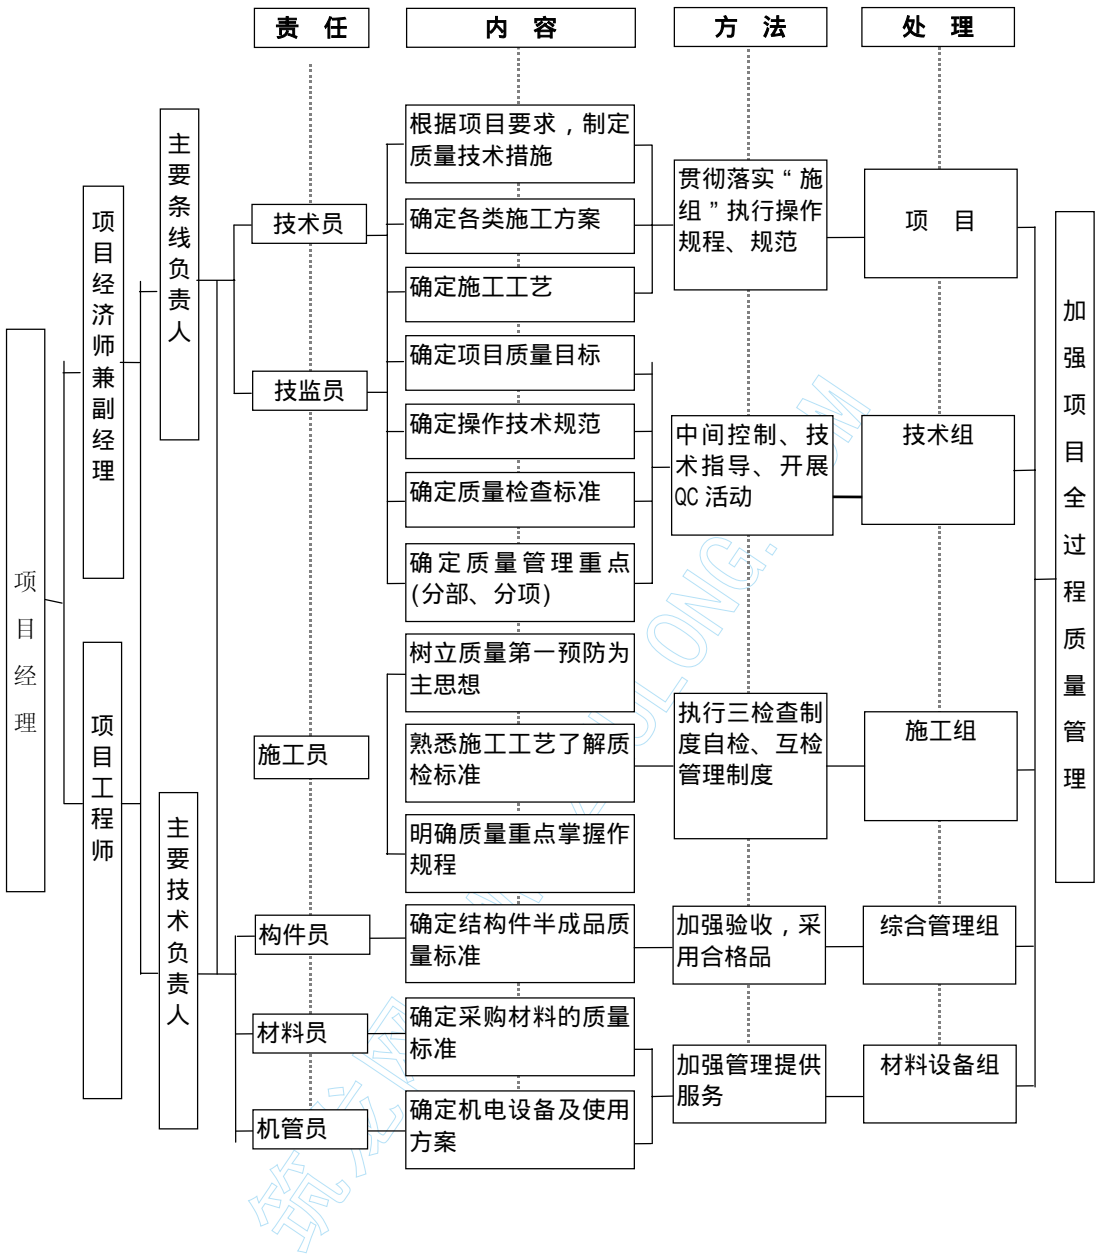 责 任
内 容
方 法
处 理
项目经理
项目经济师兼副经理
项目工程师
主要条线负责人
主要技术负责人
技术员
技监员
施工员
构件员
材料员
机管员
根据项目要求，制定
质量技术措施
确定各类施工方案
确定施工工艺
确定项目质量目标
确定操作技术规范
确定质量检查标准
确定质量管理重点
(分部、分项)
树立质量第一预防为
主思想
熟悉施工工艺了解质
检标准
明确质量重点掌握作
规程
确定结构件半成品质
量标准
确定采购材料的质量
标准
确定机电设备及使用
方案
贯彻落实“施
组”执行操作
规程、规范
中间控制、技
术指导、开展
QC 活动
执行三检查制
度自检、互检
管理制度
加强验收，采
用合格品
加强管理提供
服务
项 目
技术组
施工组
综合管理组
材料设备组
加强项目全过程质量管理